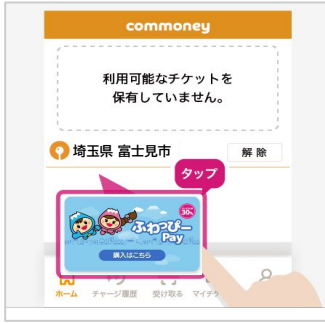 commoney
利用可能なチケットを
保有していません。
埼玉県 富士見市
解除
タップ
30%
ふわっぴー
Pay
購入はこちら
ホーム チャージ履歴 受け取る マイチケ